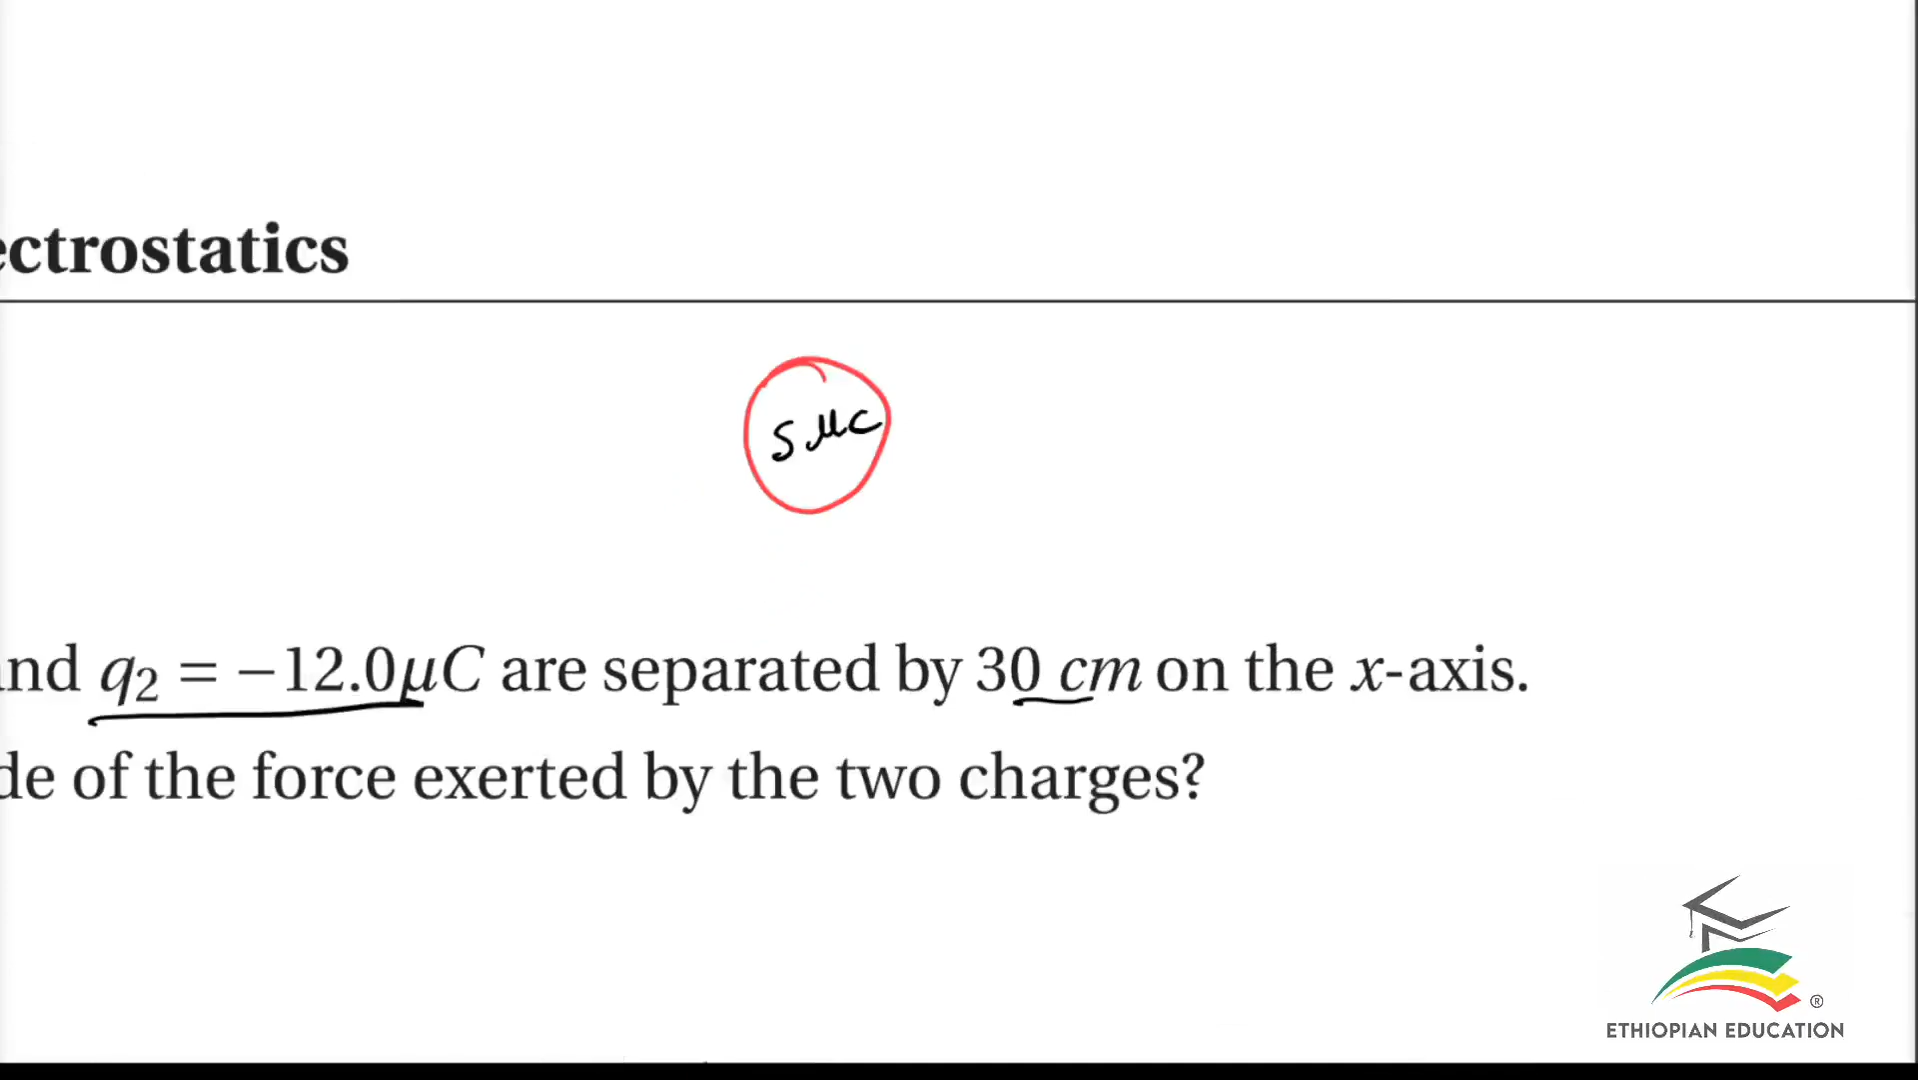 ectrostatics
5 μC
nd q₂ = −12.0μC are separated by 30 cm on the x-axis.
de of the force exerted by the two charges?
®
ETHIOPIAN EDUCATION